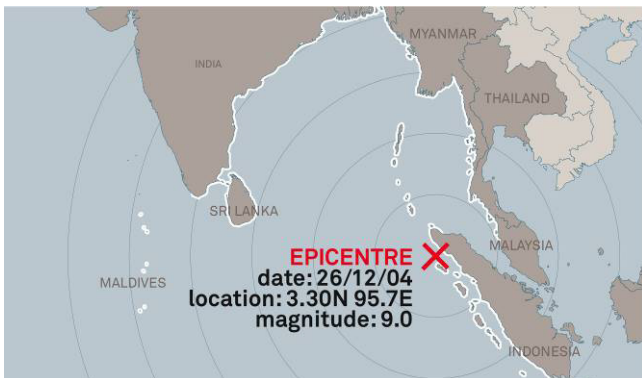 MYANMAR
INDIA
THAILAND
SRI LANKA
MALAYSIA
EPICENTRE
date: 26/12/04
MALDIVES
location: 3.30N 95.7E
magnitude: 9.0
INDONESIA